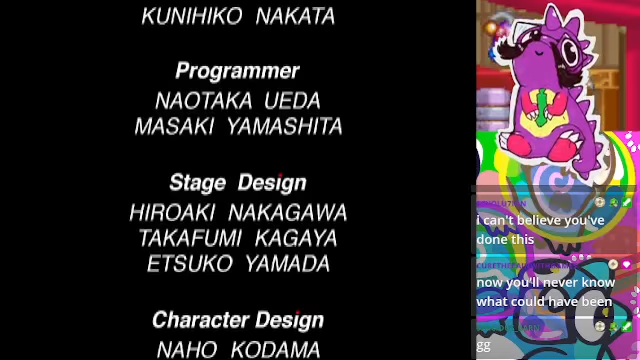 KUNIHIKO NAKATA
Programmer
NAOTAKA UEDA
MASAKI YAMASHITA
Stage Design
HIROAKI NAKAGAWA
TAKAFUMI KAGAYA
ETSUKO YAMADA
Character Design
NAHO KODAMA
i can't believe you've
done this
now you'll never know
what could have been
gg